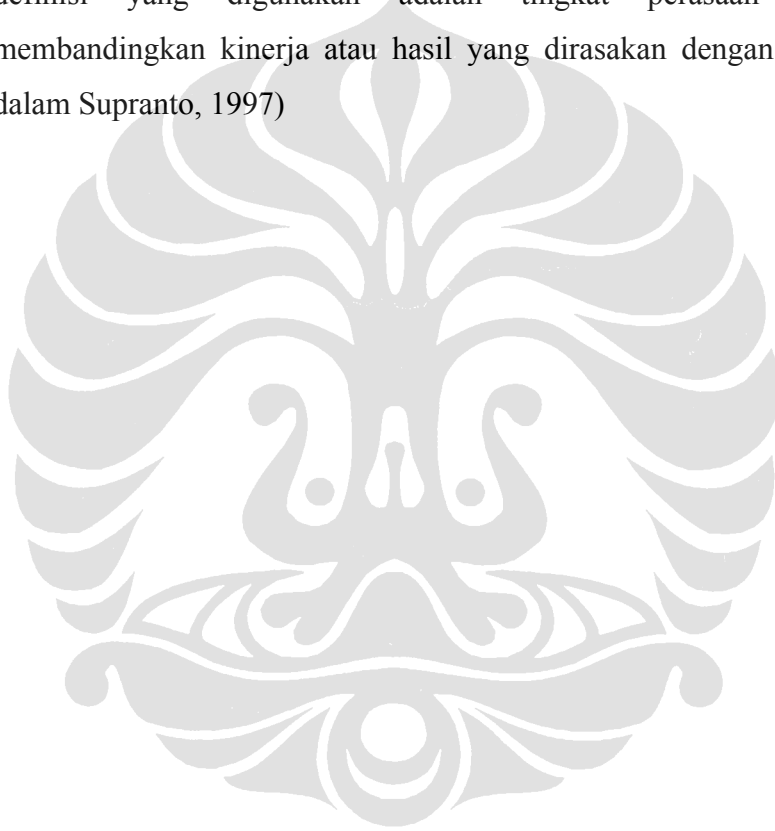 definisi yang digunakan adalah tingkat perasaan
membandingkan kinerja atau hasil yang dirasakan dengan
dalam Supranto, 1997)